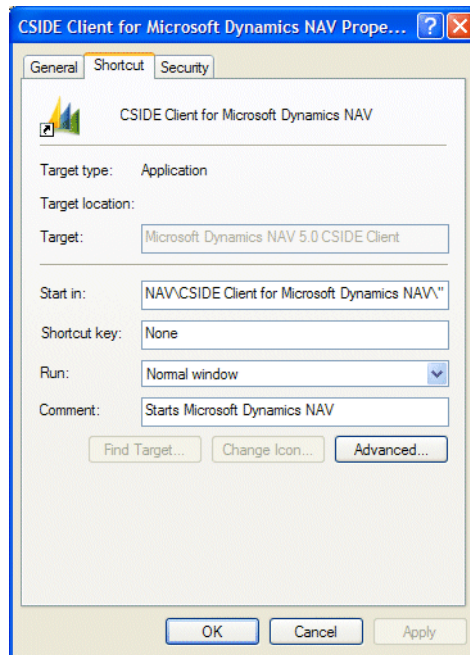 CSIDE Client for Microsoft Dynamics NAV Prope...
General Shortcut Security
CSIDE Client for Microsoft Dynamics NAV
Target type: Application
Target location:
Target: Microsoft Dynamics NAV 5.0 CSIDE Client
Start in: NAV\CSIDE Client for Microsoft Dynamics NAV\"
Shortcut key: None
Run: Normal window
Comment: Starts Microsoft Dynamics NAV
Find Target... Change Icon... Advanced...
OK Cancel Apply